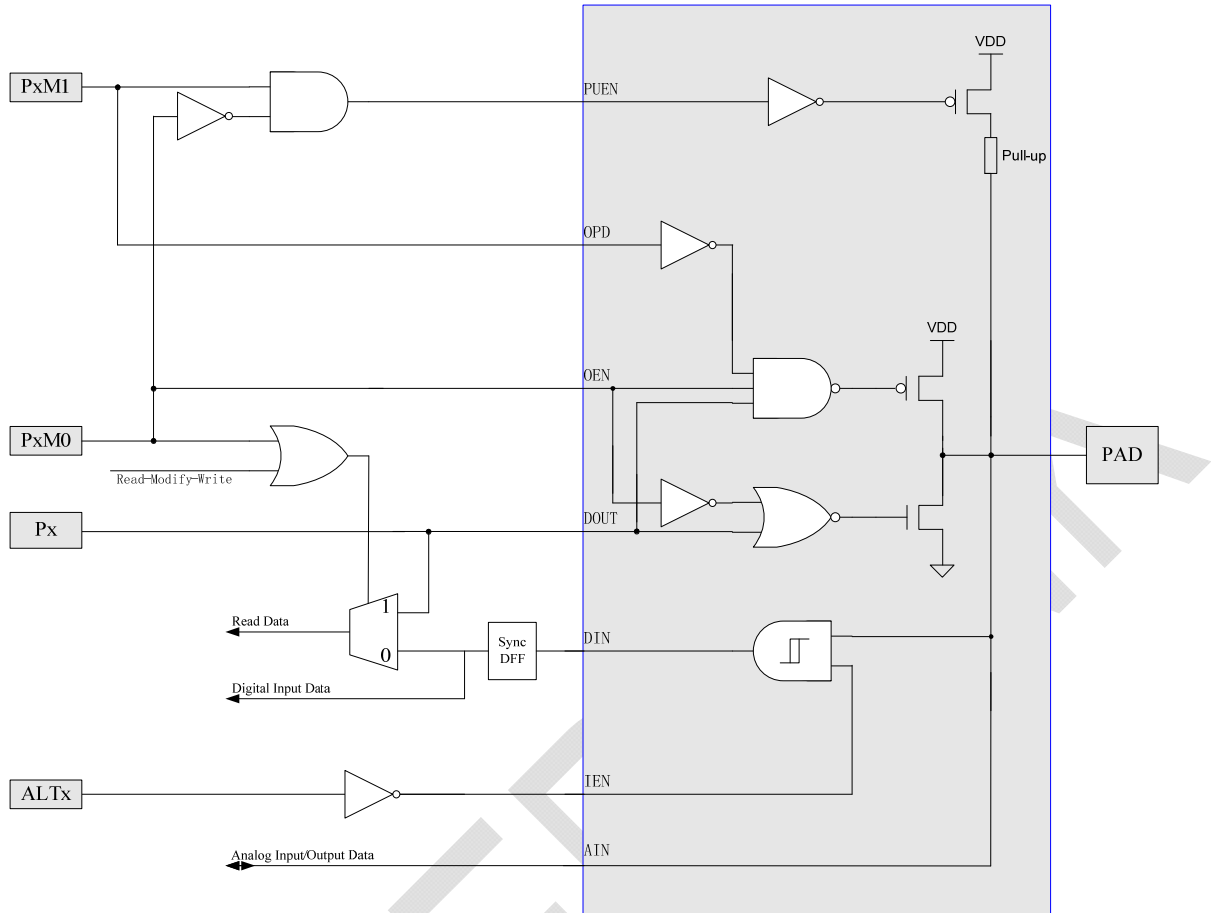 VDD
PxM1
PUEN
Pull-up
OPD
VDD
OEN
PxM0
Read-Modify-Write
PAD
Px
DOUT
1
Read Data
Sync
DFF
DIN
0
Digital Input Data
ALTx
IEN
Analog Input/Output Data
AIN